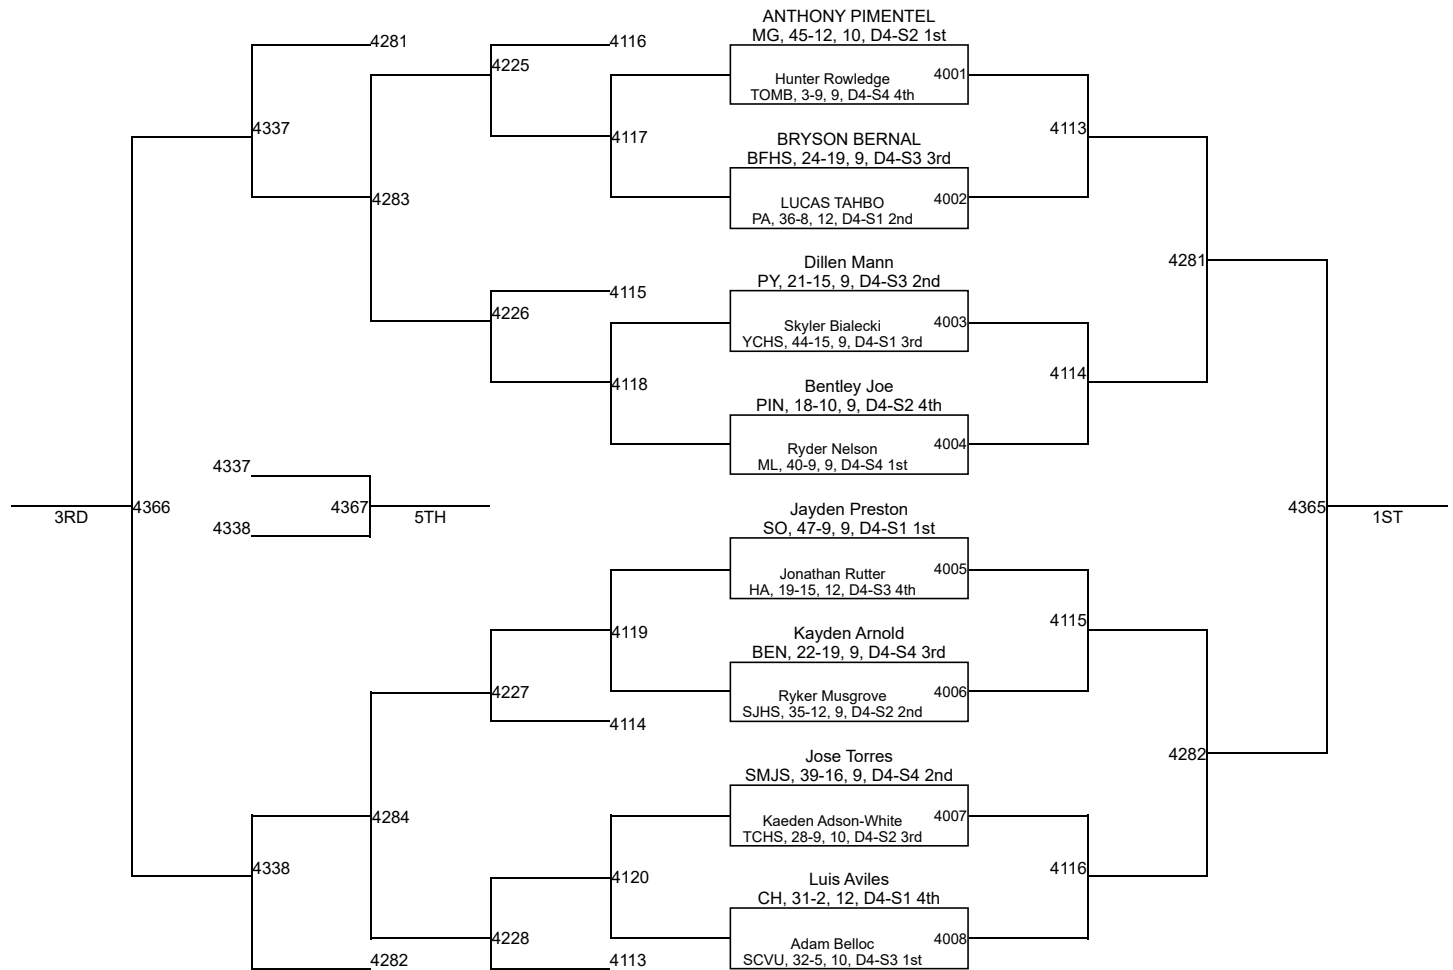 ANTHONY PIMENTEL
MG, 45-12, 10, D4-S2 1st
4281
4116
4225
Hunter Rowledge
4001
TOMB, 3-9, 9, D4-S4 4th
4337
4117
4113
BRYSON BERNAL
BFHS, 24-19, 9, D4-S3 3rd
4283
LUCAS TAHBO
4002
PA, 36-8, 12, D4-S1 2nd
4281
Dillen Mann
PY, 21-15, 9, D4-S3 2nd
4115
4226
Skyler Bialecki
4003
YCHS, 44-15, 9, D4-S1 3rd
4114
4118
Bentley Joe
PIN, 18-10, 9, D4-S2 4th
Ryder Nelson
4004
ML, 40-9, 9, D4-S4 1st
4337
3RD
4366
4338
4367
5TH
4365
1ST
Jayden Preston
SO, 47-9, 9, D4-S1 1st
Jonathan Rutter
4005
HA, 19-15, 12, D4-S3 4th
4115
4119
Kayden Arnold
BEN, 22-19, 9, D4-S4 3rd
4227
Ryker Musgrove
4006
SJHS, 35-12, 9, D4-S2 2nd
4114
4282
Jose Torres
SMJS, 39-16, 9, D4-S4 2nd
4284
Kaeden Adson-White
4007
TCHS, 28-9, 10, D4-S2 3rd
4338
4120
4116
Luis Aviles
CH, 31-2, 12, D4-S1 4th
4228
Adam Belloc
4008
SCVU, 32-5, 10, D4-S3 1st
4282
4113